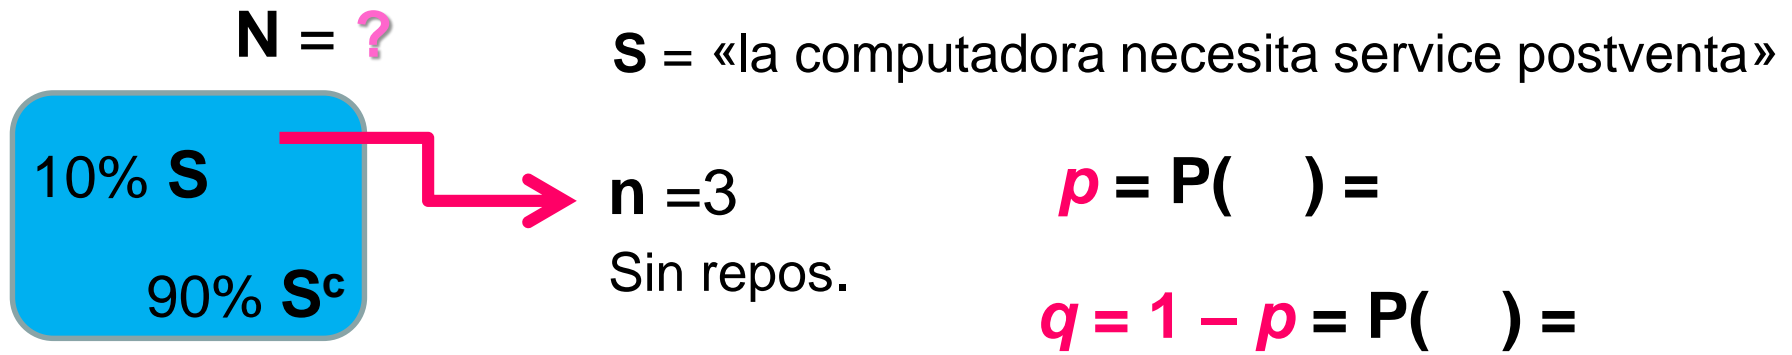 N = ?
S = «la computadora necesita service postventa»
10% S
90% Sᶜ
n =3
Sin repos.
p = P( ) =
q = 1 – p = P( ) =